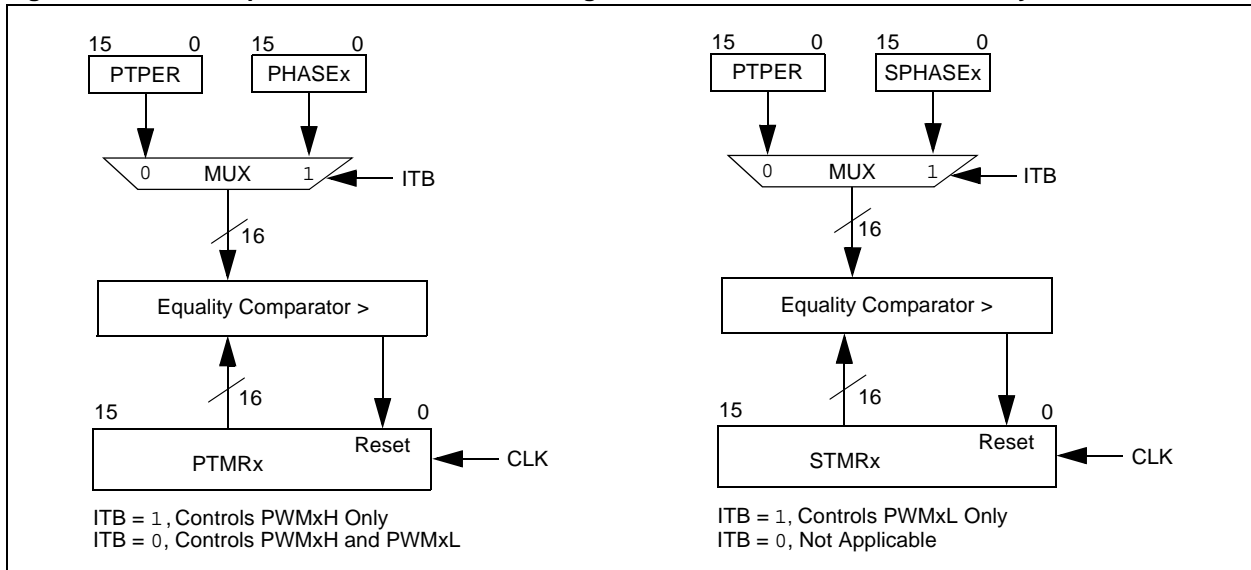 15 0 15 0
PTPER PHASEx
0 MUX 1
ITB
16
Equality Comparator >
16
15 0
Reset
PTMRx
CLK
ITB = 1, Controls PWMxH Only
ITB = 0, Controls PWMxH and PWMxL
15 0 15 0
PTPER SPHASEx
0 MUX 1
ITB
16
Equality Comparator >
16
15 0
Reset
STMRx
CLK
ITB = 1, Controls PWMxL Only
ITB = 0, Not Applicable